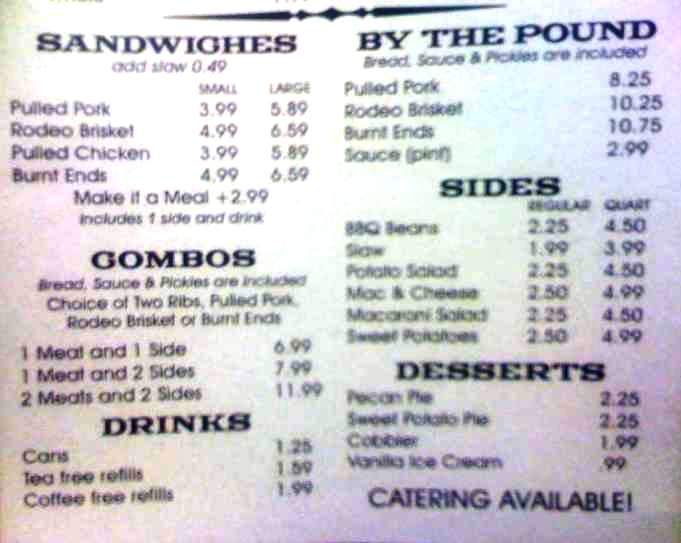 SANDWICHES
add slaw 0.49
SMALL LARGE
Pulled Pork 3.99 5.89
Rodeo Brisket 4.99 6.59
Pulled Chicken 3.99 5.89
Burnt Ends 4.99 6.59
Make it a Meal +2.99
Includes 1 side and drink
COMBOS
Bread, Sauce & Pickles are included
Choice of Two Ribs, Pulled Pork,
Rodeo Brisket or Burnt Ends
1 Meat and 1 Side 6.99
1 Meat and 2 Sides 7.99
2 Meats and 2 Sides 11.99
DRINKS
Cans 1.25
Tea free refills 1.59
Coffee free refills 1.99
BY THE POUND
Bread, Sauce & Pickles are included
Pulled Pork 8.25
Rodeo Brisket 10.25
Burnt Ends 10.75
Sauce (pint) 2.99
SIDES
REGULAR QUART
BBQ Beans 2.25 4.50
Slaw 1.99 3.99
Potato Salad 2.25 4.50
Mac & Cheese 2.50 4.99
Macaroni Salad 2.25 4.50
Sweet Potatoes 2.50 4.99
DESSERTS
Pecan Pie 2.25
Sweet Potato Pie 2.25
Cobbler 1.99
Vanilla Ice Cream .99
CATERING AVAILABLE!